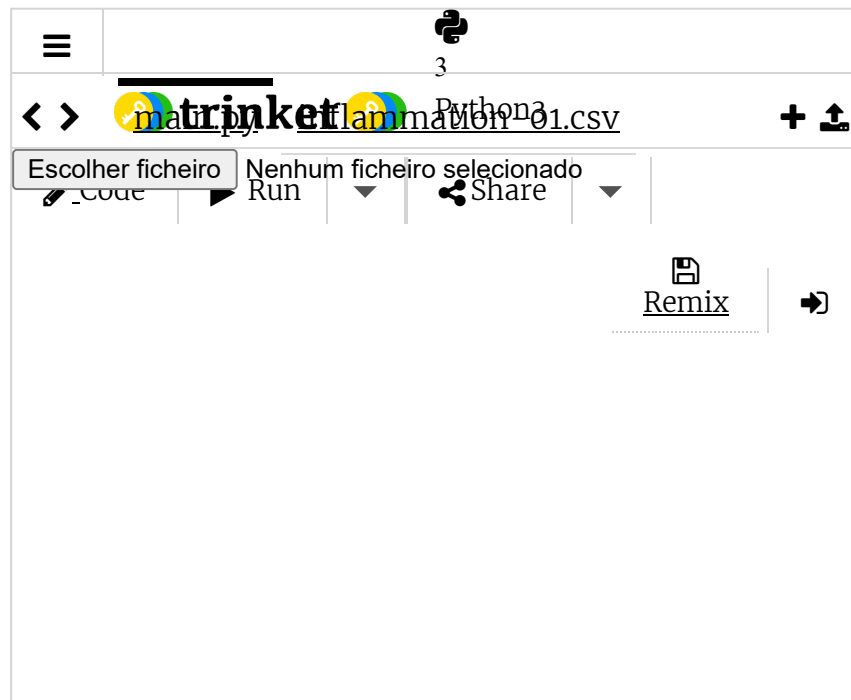 3
Python3
trinket
main.py inflammation-01.csv
Escolher ficheiro Nenhum ficheiro selecionado
Code Run Share
Remix